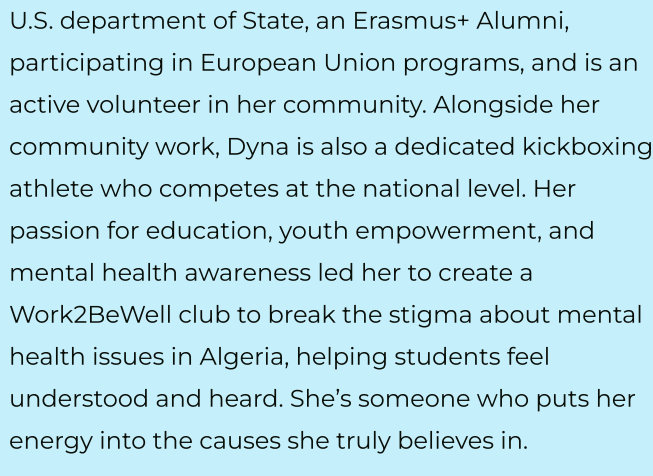 U.S. department of State, an Erasmus+ Alumni,
participating in European Union programs, and is an
active volunteer in her community. Alongside her
community work, Dyna is also a dedicated kickboxing
athlete who competes at the national level. Her
passion for education, youth empowerment, and
mental health awareness led her to create a
Work2BeWell club to break the stigma about mental
health issues in Algeria, helping students feel
understood and heard. She’s someone who puts her
energy into the causes she truly believes in.